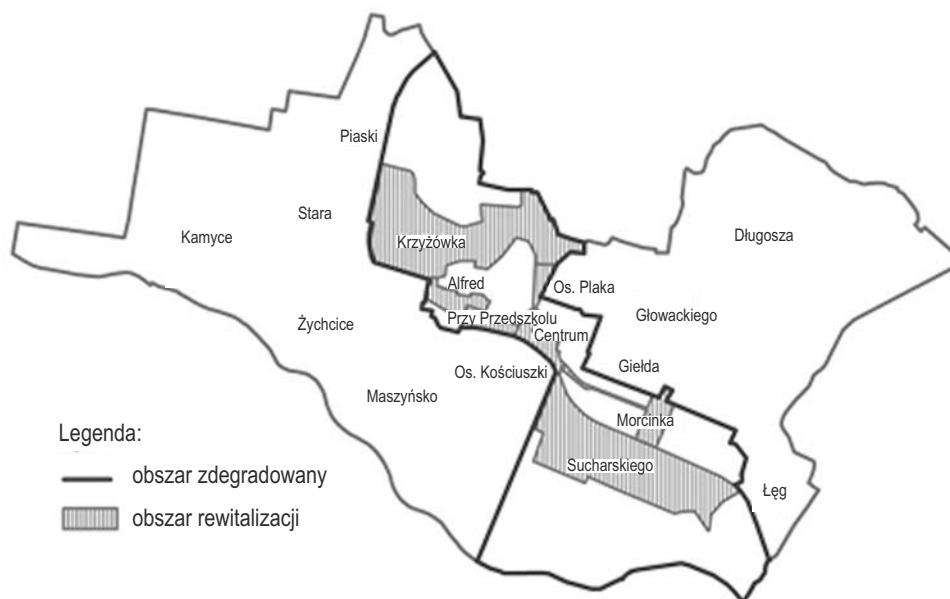 Piaski
Stara
Kamyce
Długosza
Krzyżówka
Alfred
Os. Plaka
Przy Przedszkolu
Głowackiego
Żychcice
Centrum
Giełda
Os. Kościuszki
Maszyńsko
Morcinka
Sucharskiego
Łęg
Legenda:
obszar zdegradowany
obszar rewitalizacji